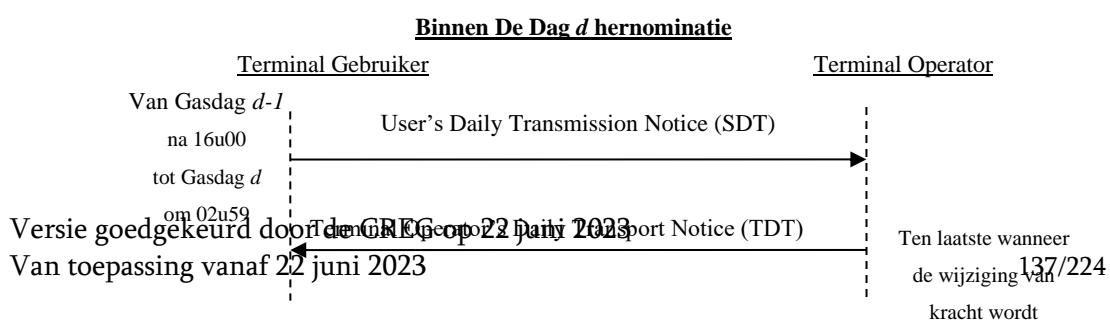 Binnen De Dag d hernominatie
Terminal Gebruiker
Terminal Operator
Van Gasdag d-1
na 16u00
tot Gasdag d
om 02u59
User's Daily Transmission Notice (SDT)
Terminal Operator's Daily Transport Notice (TDT)
Ten laatste wanneer
de wijziging van
kracht wordt
Versie goedgekeurd door de CREG op 22 juni 2023
Van toepassing vanaf 22 juni 2023
137/224